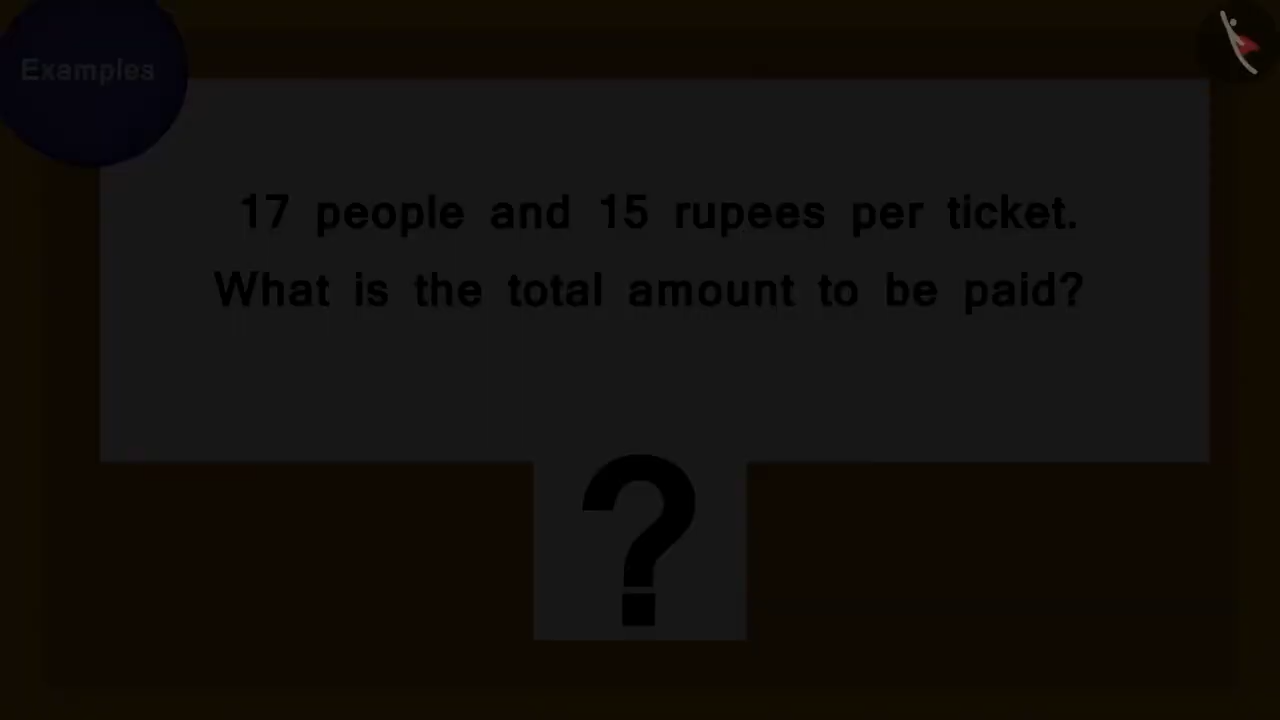 Examples
17 people and 15 rupees per ticket.
What is the total amount to be paid?
?